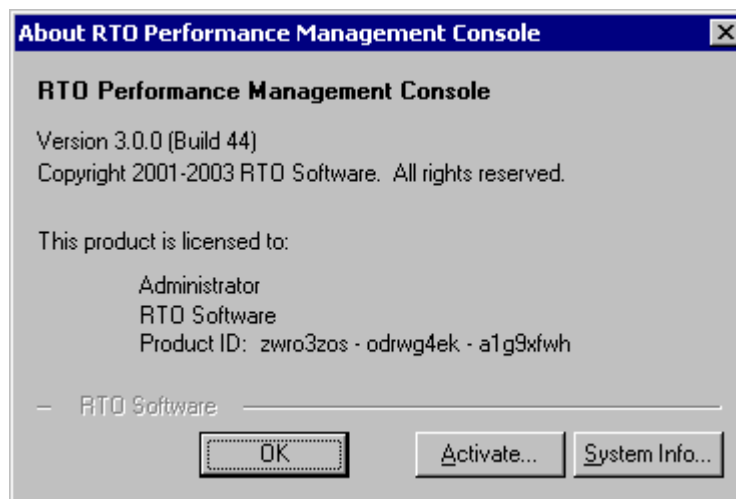 About RTO Performance Management Console
RTO Performance Management Console
Version 3.0.0 (Build 44)
Copyright 2001-2003 RTO Software.  All rights reserved.
This product is licensed to:
Administrator
RTO Software
Product ID:  zwro3zos - odrwg4ek - a1g9xfwh
RTO Software
OK
Activate...
System Info...